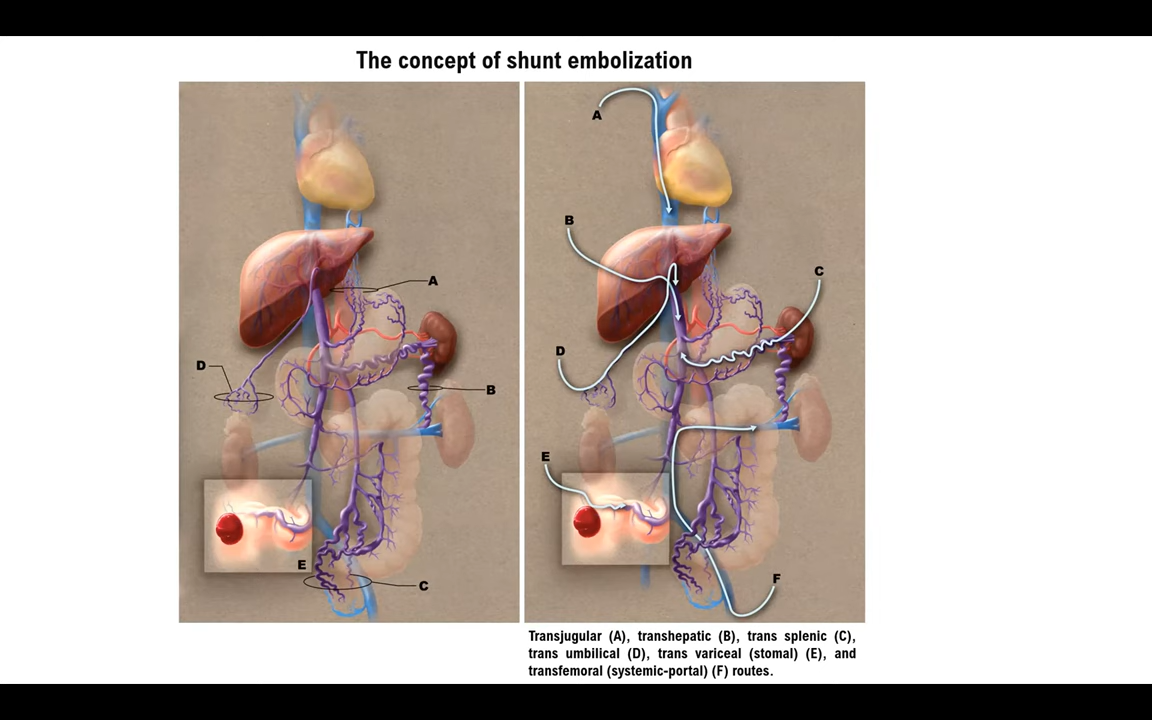 The concept of shunt embolization
A
B
C
D
E
A
B
C
D
E
F
Transjugular (A), transhepatic (B), trans splenic (C),
trans umbilical (D), trans variceal (stomal) (E), and
transfemoral (systemic-portal) (F) routes.